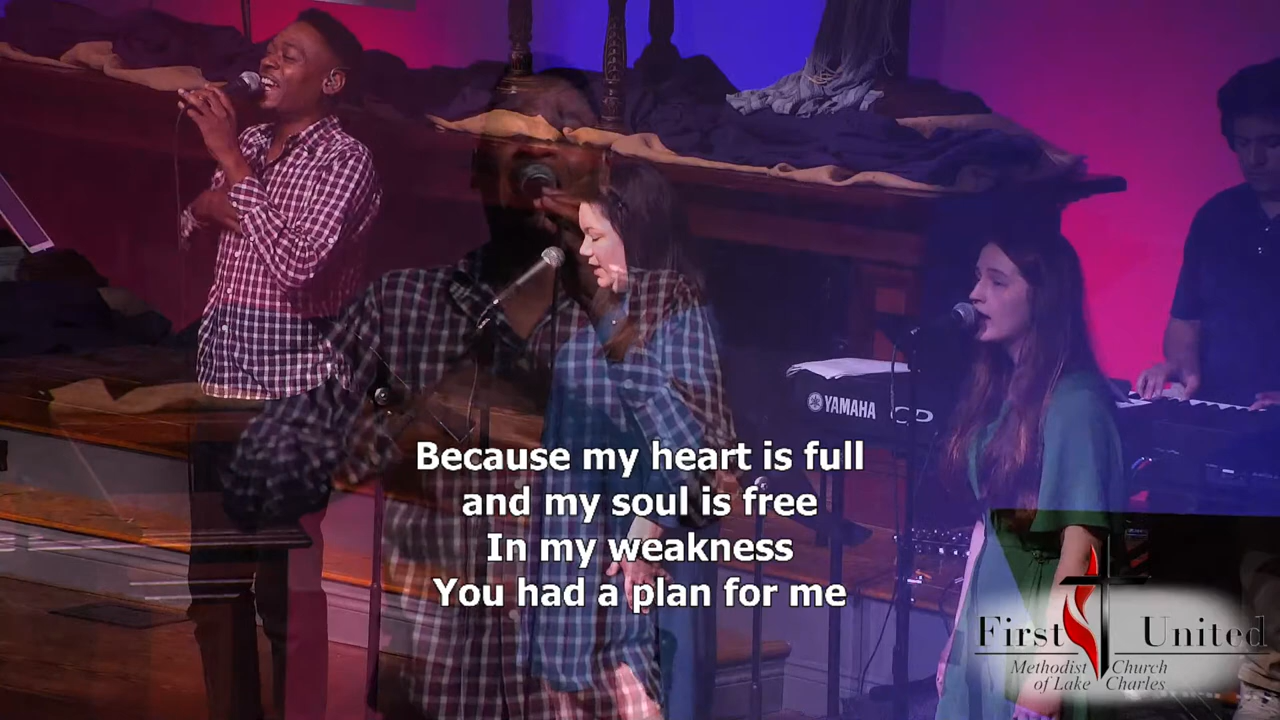 YAMAHA
CP
Because my heart is full
and my soul is free
In my weakness
You had a plan for me
First United
Methodist Church
of Lake Charles